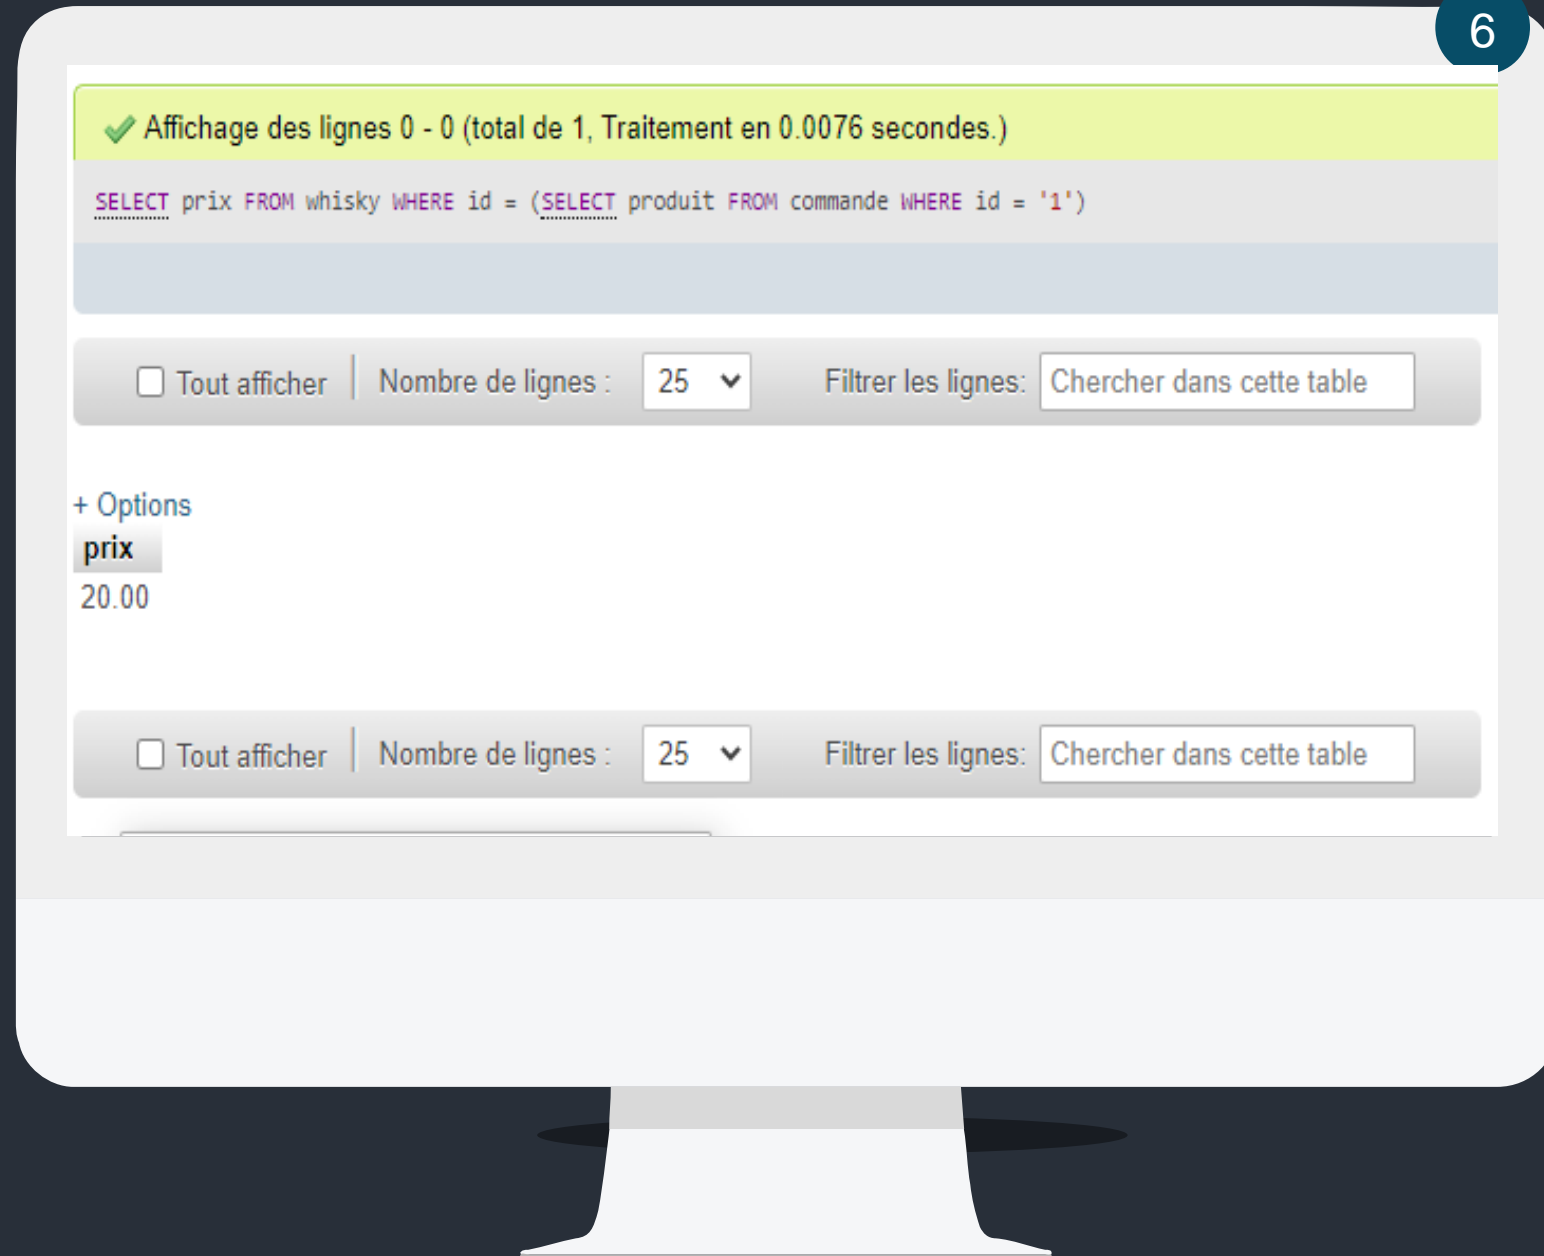 6
Affichage des lignes 0 - 0 (total de 1, Traitement en 0.0076 secondes.)
SELECT prix FROM whisky WHERE id = (SELECT produit FROM commande WHERE id = '1')
Tout afficher Nombre de lignes : 25 Filtrer les lignes: Chercher dans cette table
+ Options
prix
20.00
Tout afficher Nombre de lignes : 25 Filtrer les lignes: Chercher dans cette table